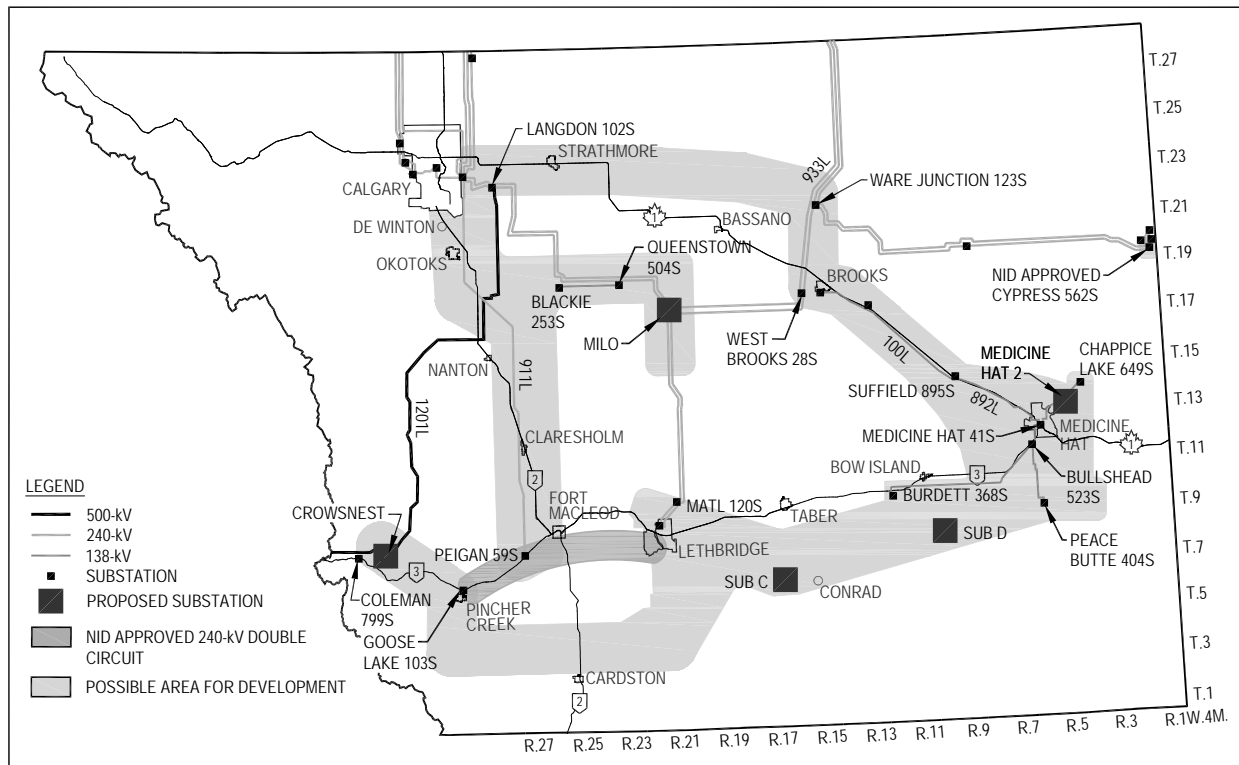 T.27
T.25
T.23
T.21
T.19
T.17
T.15
T.13
T.11
T.9
T.7
T.5
T.3
T.1
R.1W.4M.
R.3
R.5
R.7
R.9
R.11
R.13
R.15
R.17
R.19
R.21
R.23
R.25
R.27
LANGDON 102S
STRATHMORE
CALGARY
DE WINTON
OKOTOKS
1
BASSANO
933L
WARE JUNCTION 123S
QUEENSTOWN
504S
BROOKS
NID APPROVED
CYPRESS 562S
BLACKIE
253S
MILO
WEST
BROOKS 28S
100L
MEDICINE
HAT 2
CHAPPICE
LAKE 649S
NANTON
911L
SUFFIELD 895S
892L
1201L
CLARESHOLM
MEDICINE HAT 41S
MEDICINE
HAT
1
BOW ISLAND
3
BULLSHEAD
523S
2
FORT
MACLEOD
MATL 120S
TABER
BURDETT 368S
CROWSNEST
PEIGAN 59S
LETHBRIDGE
SUB D
PEACE
BUTTE 404S
3
SUB C
CONRAD
COLEMAN
799S
PINCHER
CREEK
GOOSE
LAKE 103S
CARDSTON
2
LEGEND
500-kV
240-kV
138-kV
SUBSTATION
PROPOSED SUBSTATION
NID APPROVED 240-kV DOUBLE
CIRCUIT
POSSIBLE AREA FOR DEVELOPMENT